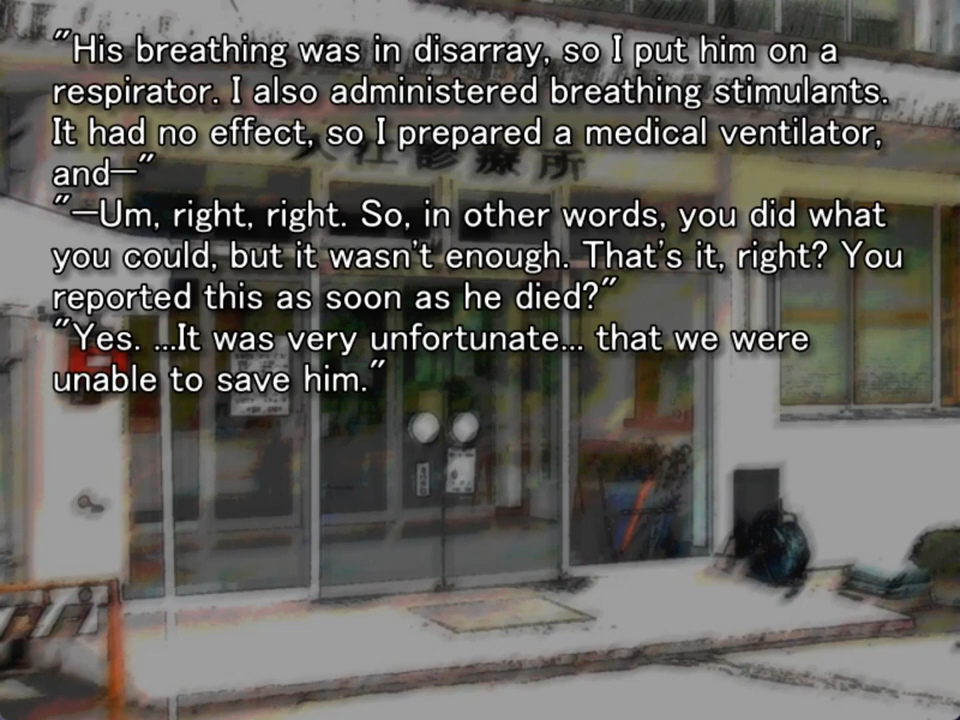 "His breathing was in disarray, so I put him on a
respirator. I also administered breathing stimulants.
It had no effect, so I prepared a medical ventilator,
and—"
"—Um, right, right. So, in other words, you did what
you could, but it wasn't enough. That's it, right? You
reported this as soon as he died?"
"Yes. ...It was very unfortunate... that we were
unable to save him."
診療所